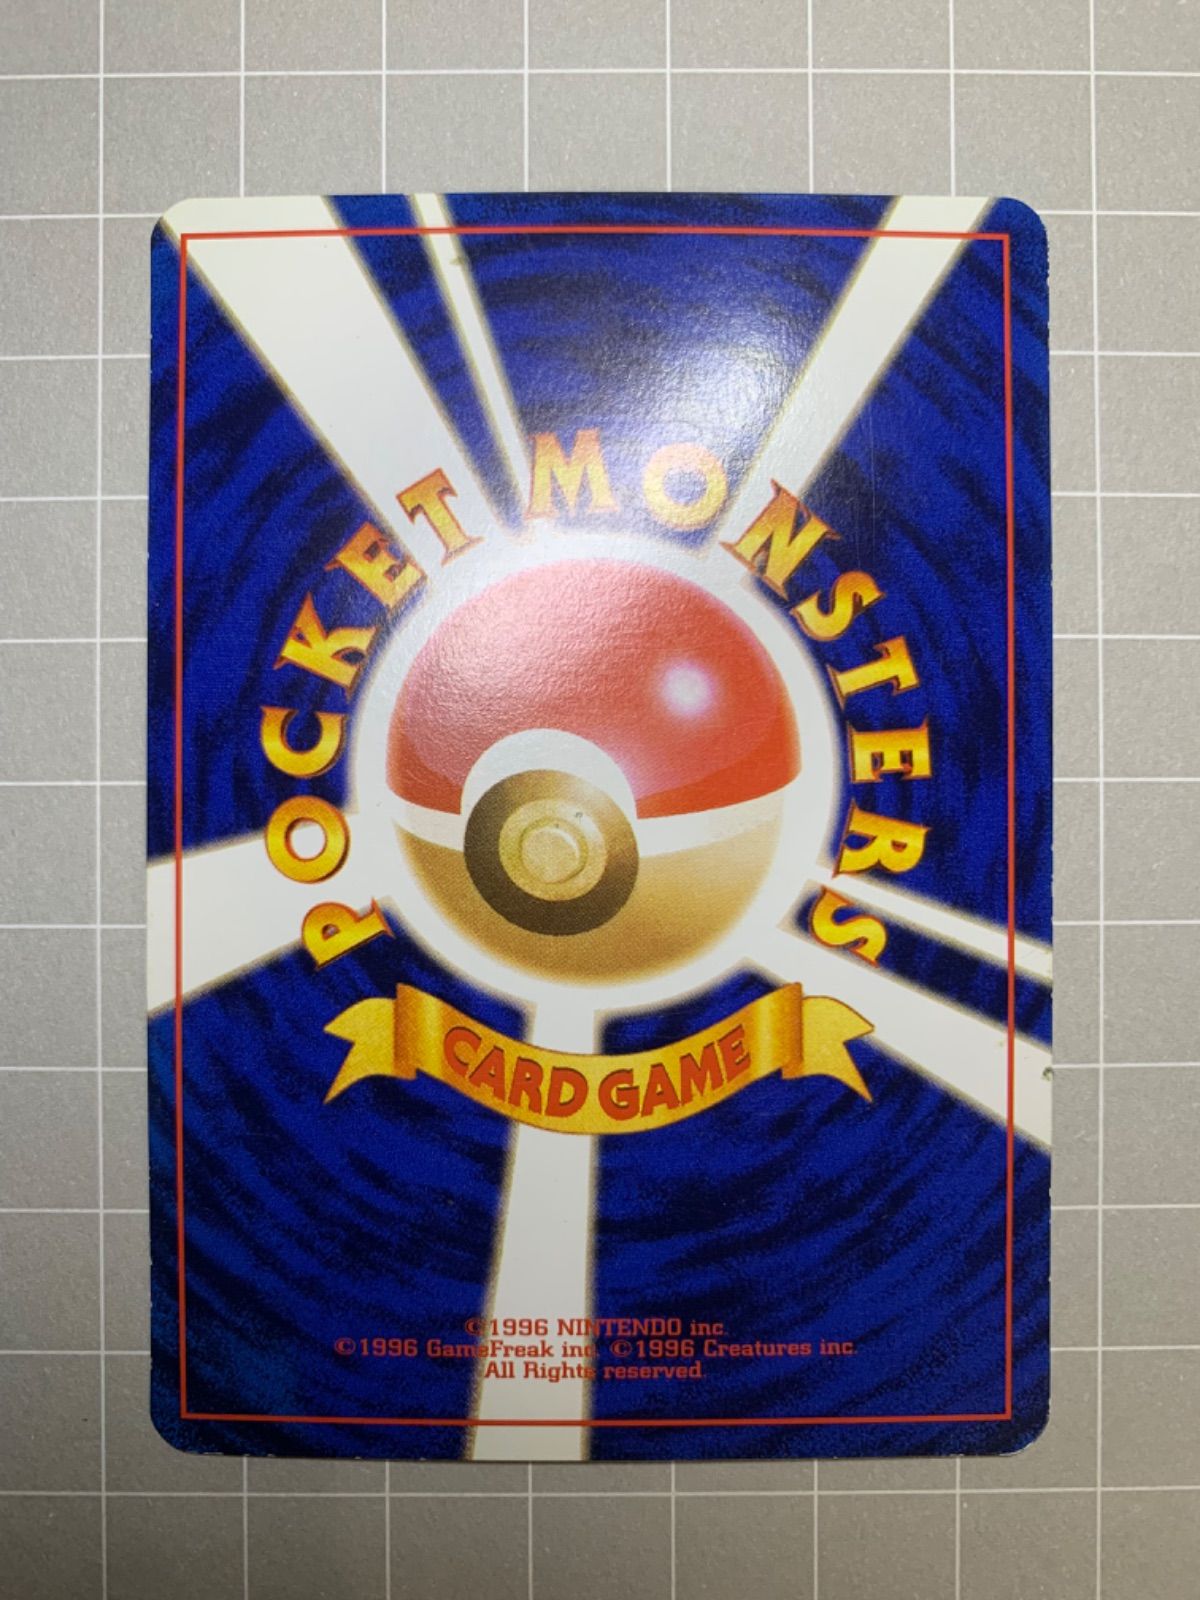 POCKET MONSTERS
CARD GAME
©1996 NINTENDO inc.
©1996 GameFreak inc. ©1996 Creatures inc.
All Rights reserved.